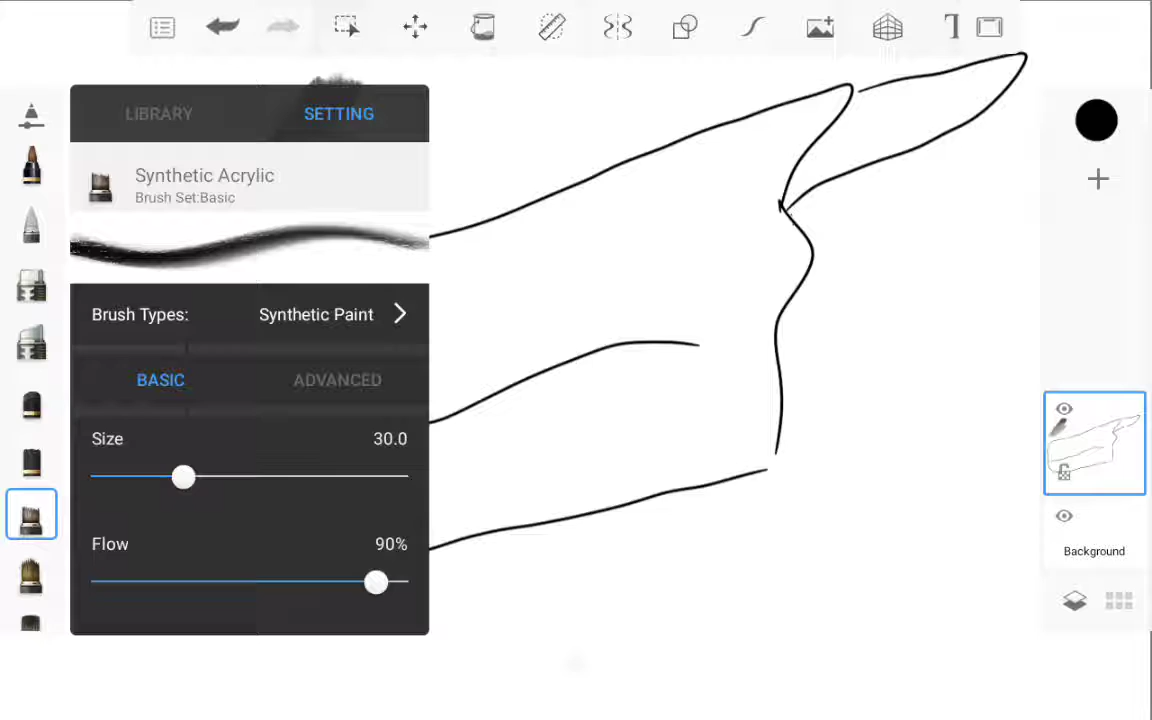 T
LIBRARY SETTING
Synthetic Acrylic
Brush Set:Basic
Brush Types: Synthetic Paint
BASIC ADVANCED
Size 30.0
Flow 90%
Background